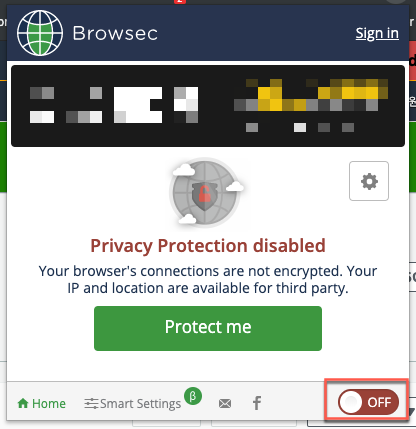 Browsec
Sign in
Privacy Protection disabled
Your browser's connections are not encrypted. Your
IP and location are available for third party.
Protect me
Home
Smart Settings
β
OFF